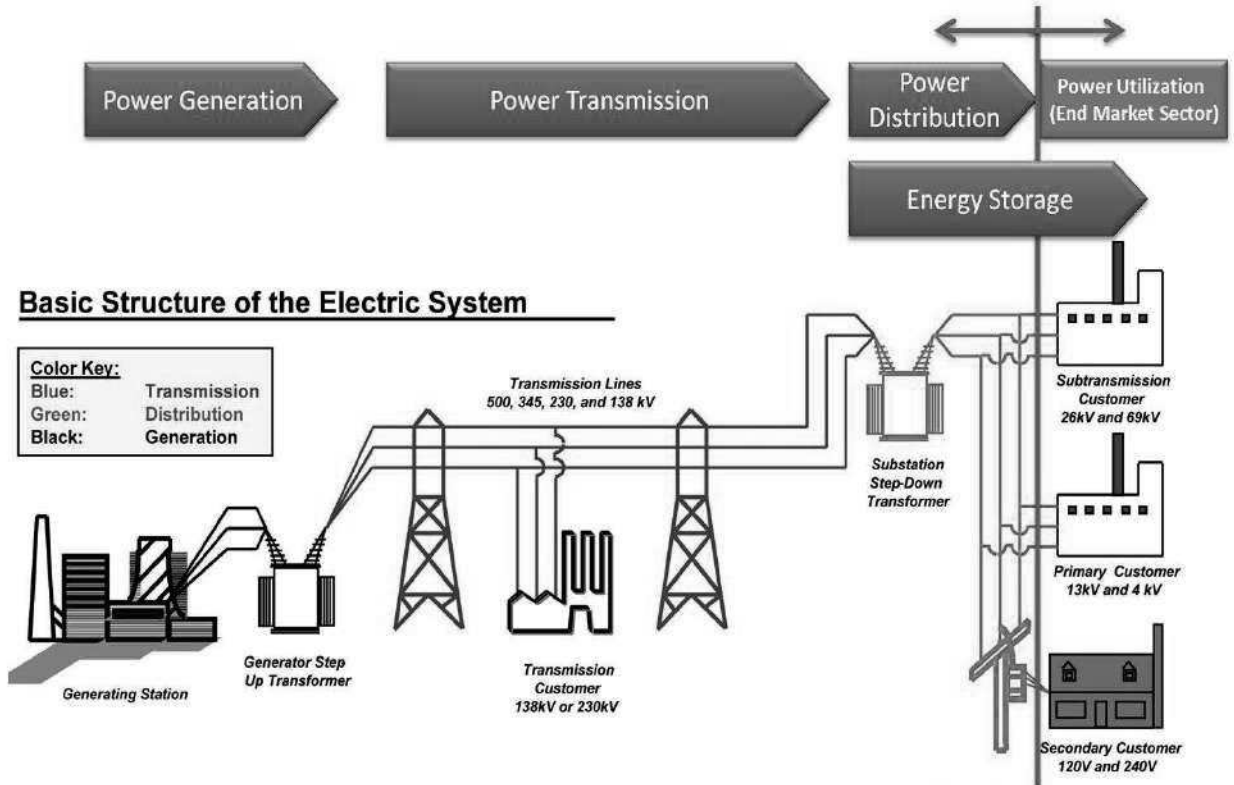 Power Generation
Power Transmission
Power
Distribution
Power Utilization
(End Market Sector)
Energy Storage
Basic Structure of the Electric System
Color Key:
Blue: Transmission
Green: Distribution
Black: Generation
Transmission Lines
500, 345, 230, and 138 kV
Substation
Step-Down
Transformer
Subtransmission
Customer
26kV and 69kV
Primary Customer
13kV and 4 kV
Generating Station
Generator Step
Up Transformer
Transmission
Customer
138kV or 230kV
Secondary Customer
120V and 240V